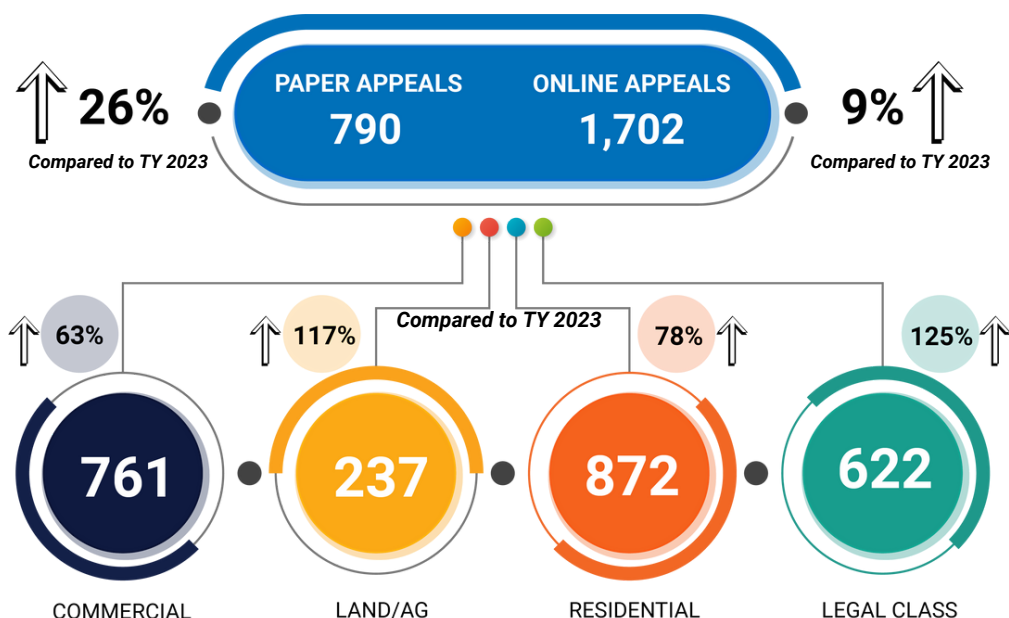 PAPER APPEALS
790
ONLINE APPEALS
1,702
26%
Compared to TY 2023
9%
Compared to TY 2023
Compared to TY 2023
63%
117%
78%
125%
761
237
872
622
COMMERCIAL
LAND/AG
RESIDENTIAL
LEGAL CLASS